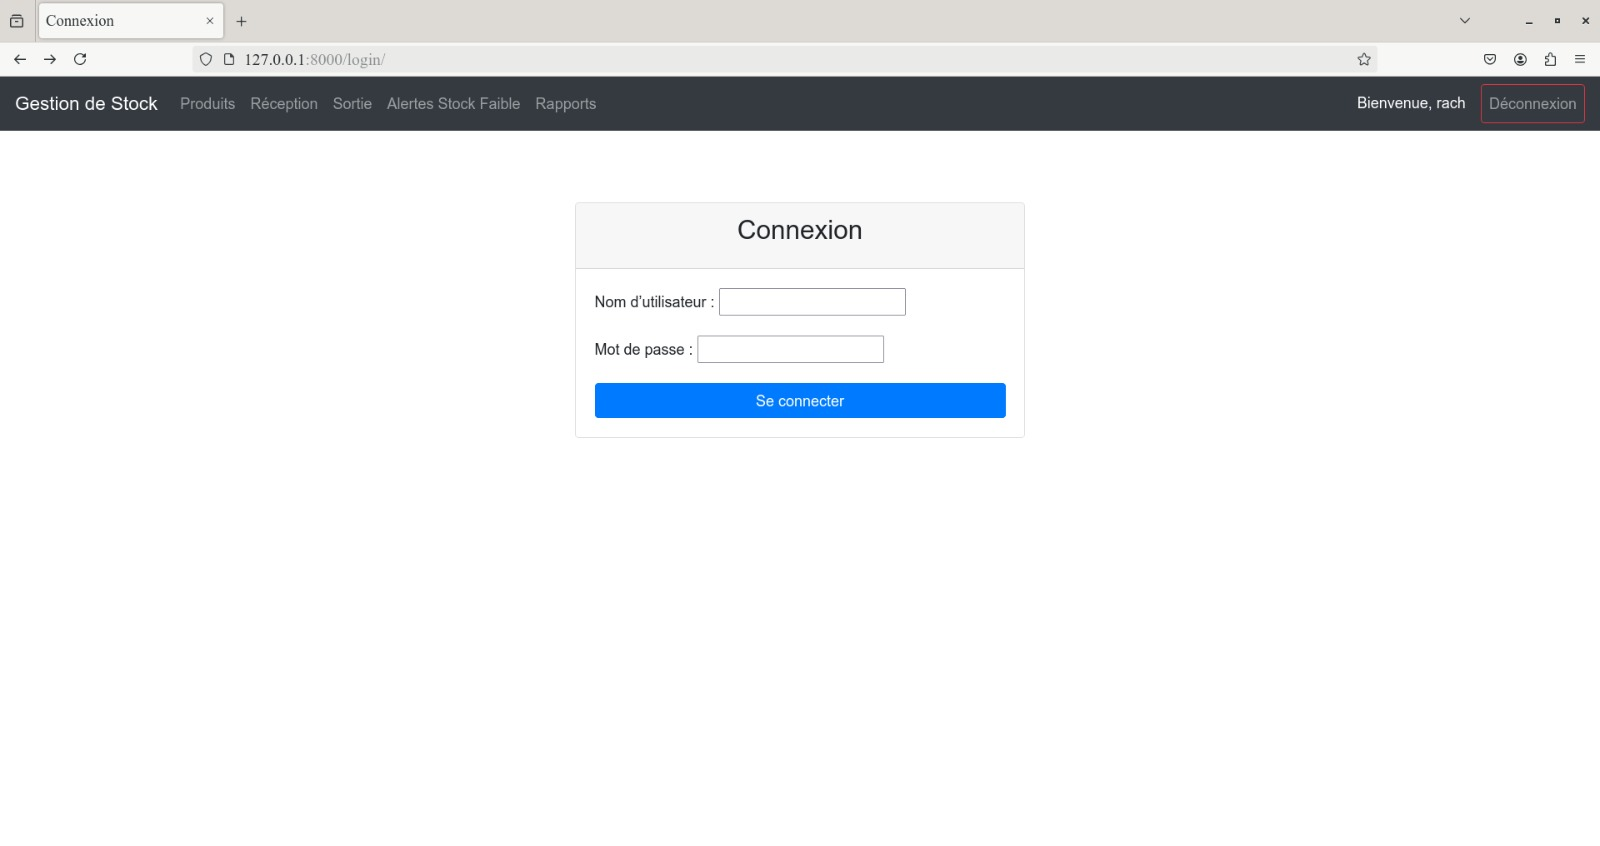 Connexion
127.0.0.1:8000/login/
Gestion de Stock Produits Réception Sortie Alertes Stock Faible Rapports Bienvenue, rach Déconnexion
Connexion
Nom d’utilisateur :
Mot de passe :
Se connecter